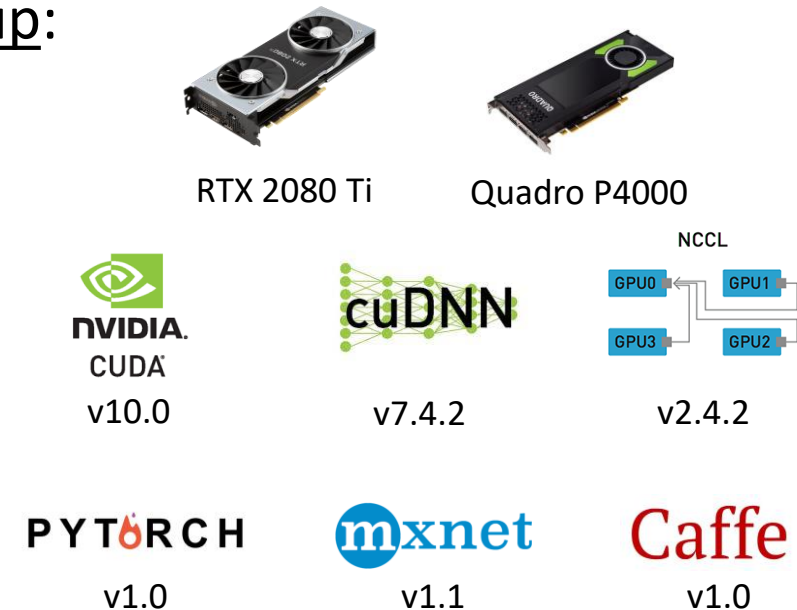 up:
RTX 2080 Ti
Quadro P4000
NCCL
GPU0
GPU1
GPU3
GPU2
nVIDIA.
CUDA
cuDNN
v10.0
v7.4.2
v2.4.2
PYTORCH
mxnet
Caffe
v1.0
v1.1
v1.0